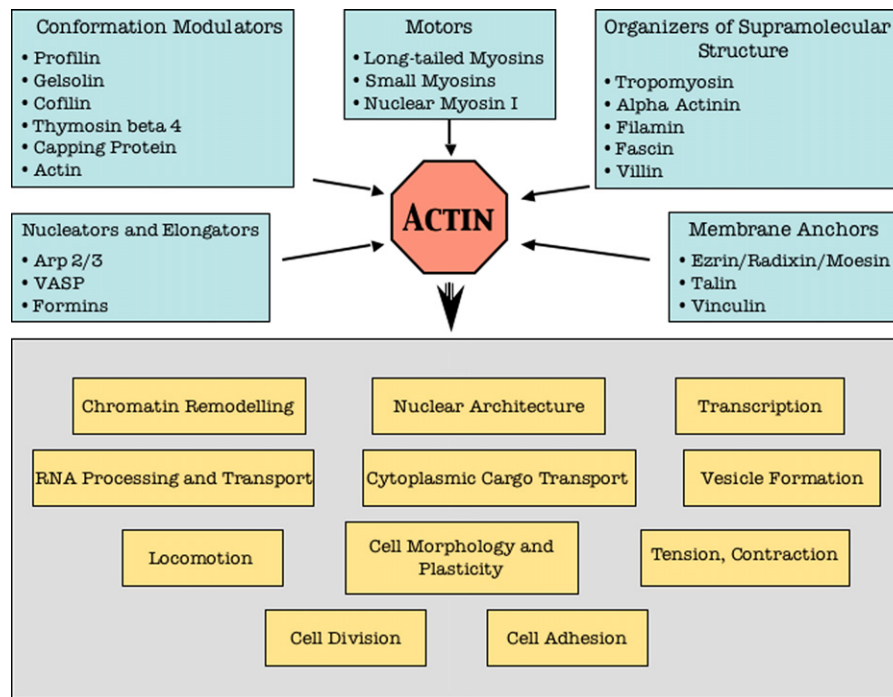 Conformation Modulators
• Profilin
• Gelsolin
• Cofilin
• Thymosin beta 4
• Capping Protein
• Actin
Motors
• Long-tailed Myosins
• Small Myosins
• Nuclear Myosin I
Organizers of Supramolecular
Structure
• Tropomyosin
• Alpha Actinin
• Filamin
• Fascin
• Villin
ACTIN
Nucleators and Elongators
• Arp 2/3
• VASP
• Formins
Membrane Anchors
• Ezrin/Radixin/Moesin
• Talin
• Vinculin
Chromatin Remodelling
Nuclear Architecture
Transcription
RNA Processing and Transport
Cytoplasmic Cargo Transport
Vesicle Formation
Locomotion
Cell Morphology and
Plasticity
Tension, Contraction
Cell Division
Cell Adhesion